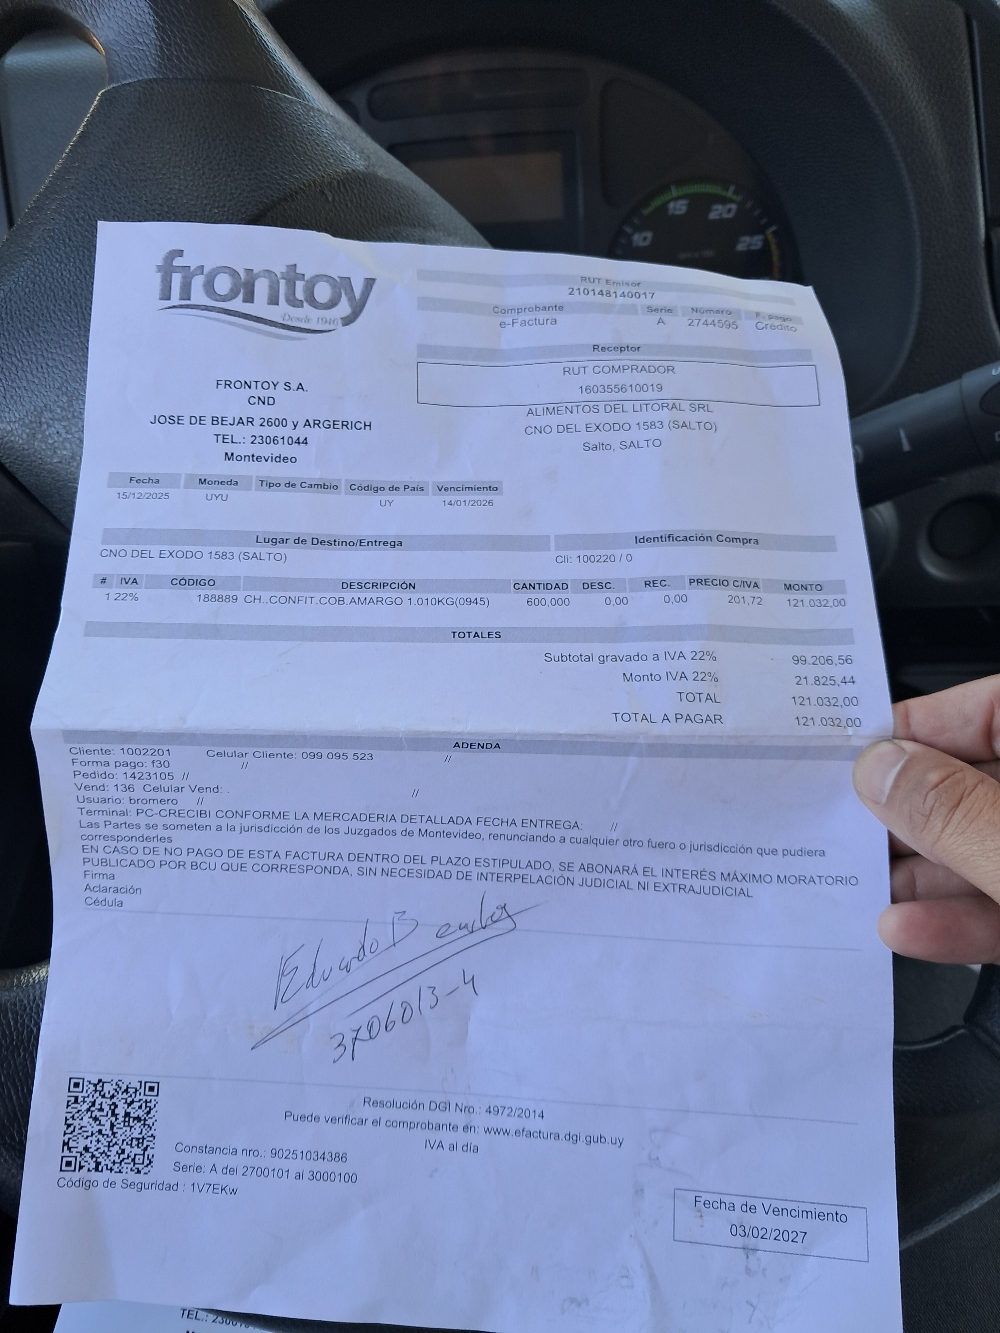 frontoy
Desde 1940
RUT Emisor
210148140017
Comprobante Serie Número F. pago
e-Factura A 2744595 Crédito
Receptor
RUT COMPRADOR
160355610019
ALIMENTOS DEL LITORAL SRL
CNO DEL EXODO 1583 (SALTO)
Salto, SALTO
FRONTOY S.A.
CND
JOSE DE BEJAR 2600 y ARGERICH
TEL.: 23061044
Montevideo
Fecha Moneda Tipo de Cambio Código de País Vencimiento
15/12/2025 UYU UY 14/01/2026
Lugar de Destino/Entrega Identificación Compra
CNO DEL EXODO 1583 (SALTO) Cli: 100220 / 0
# IVA CÓDIGO DESCRIPCIÓN CANTIDAD DESC. REC. PRECIO C/IVA MONTO
1 22% 188889 CH..CONFIT.COB.AMARGO 1.010KG(0945) 600,000 0,00 0,00 201,72 121.032,00
TOTALES
Subtotal gravado a IVA 22% 99.206,56
Monto IVA 22% 21.825,44
TOTAL 121.032,00
TOTAL A PAGAR 121.032,00
ADENDA
Cliente: 1002201 Celular Cliente: 099 095 523 //
Forma pago: f30 //
Pedido: 1423105 //
Vend: 136 Celular Vend: . //
Usuario: bromero //
Terminal: PC-CRECIBI CONFORME LA MERCADERIA DETALLADA FECHA ENTREGA: //
Las Partes se someten a la jurisdicción de los Juzgados de Montevideo, renunciando a cualquier otro fuero o jurisdicción que pudiera
corresponderles
EN CASO DE NO PAGO DE ESTA FACTURA DENTRO DEL PLAZO ESTIPULADO, SE ABONARÁ EL INTERÉS MÁXIMO MORATORIO
PUBLICADO POR BCU QUE CORRESPONDA, SIN NECESIDAD DE INTERPELACIÓN JUDICIAL NI EXTRAJUDICIAL
Firma
Aclaración
Cédula
Eduardo
3706013-4
Resolución DGI Nro.: 4972/2014
Puede verificar el comprobante en: www.efactura.dgi.gub.uy
IVA al día
Constancia nro.: 90251034386
Serie: A del 2700101 al 3000100
Código de Seguridad : 1V7EKw
Fecha de Vencimiento
03/02/2027
10 15 20 25